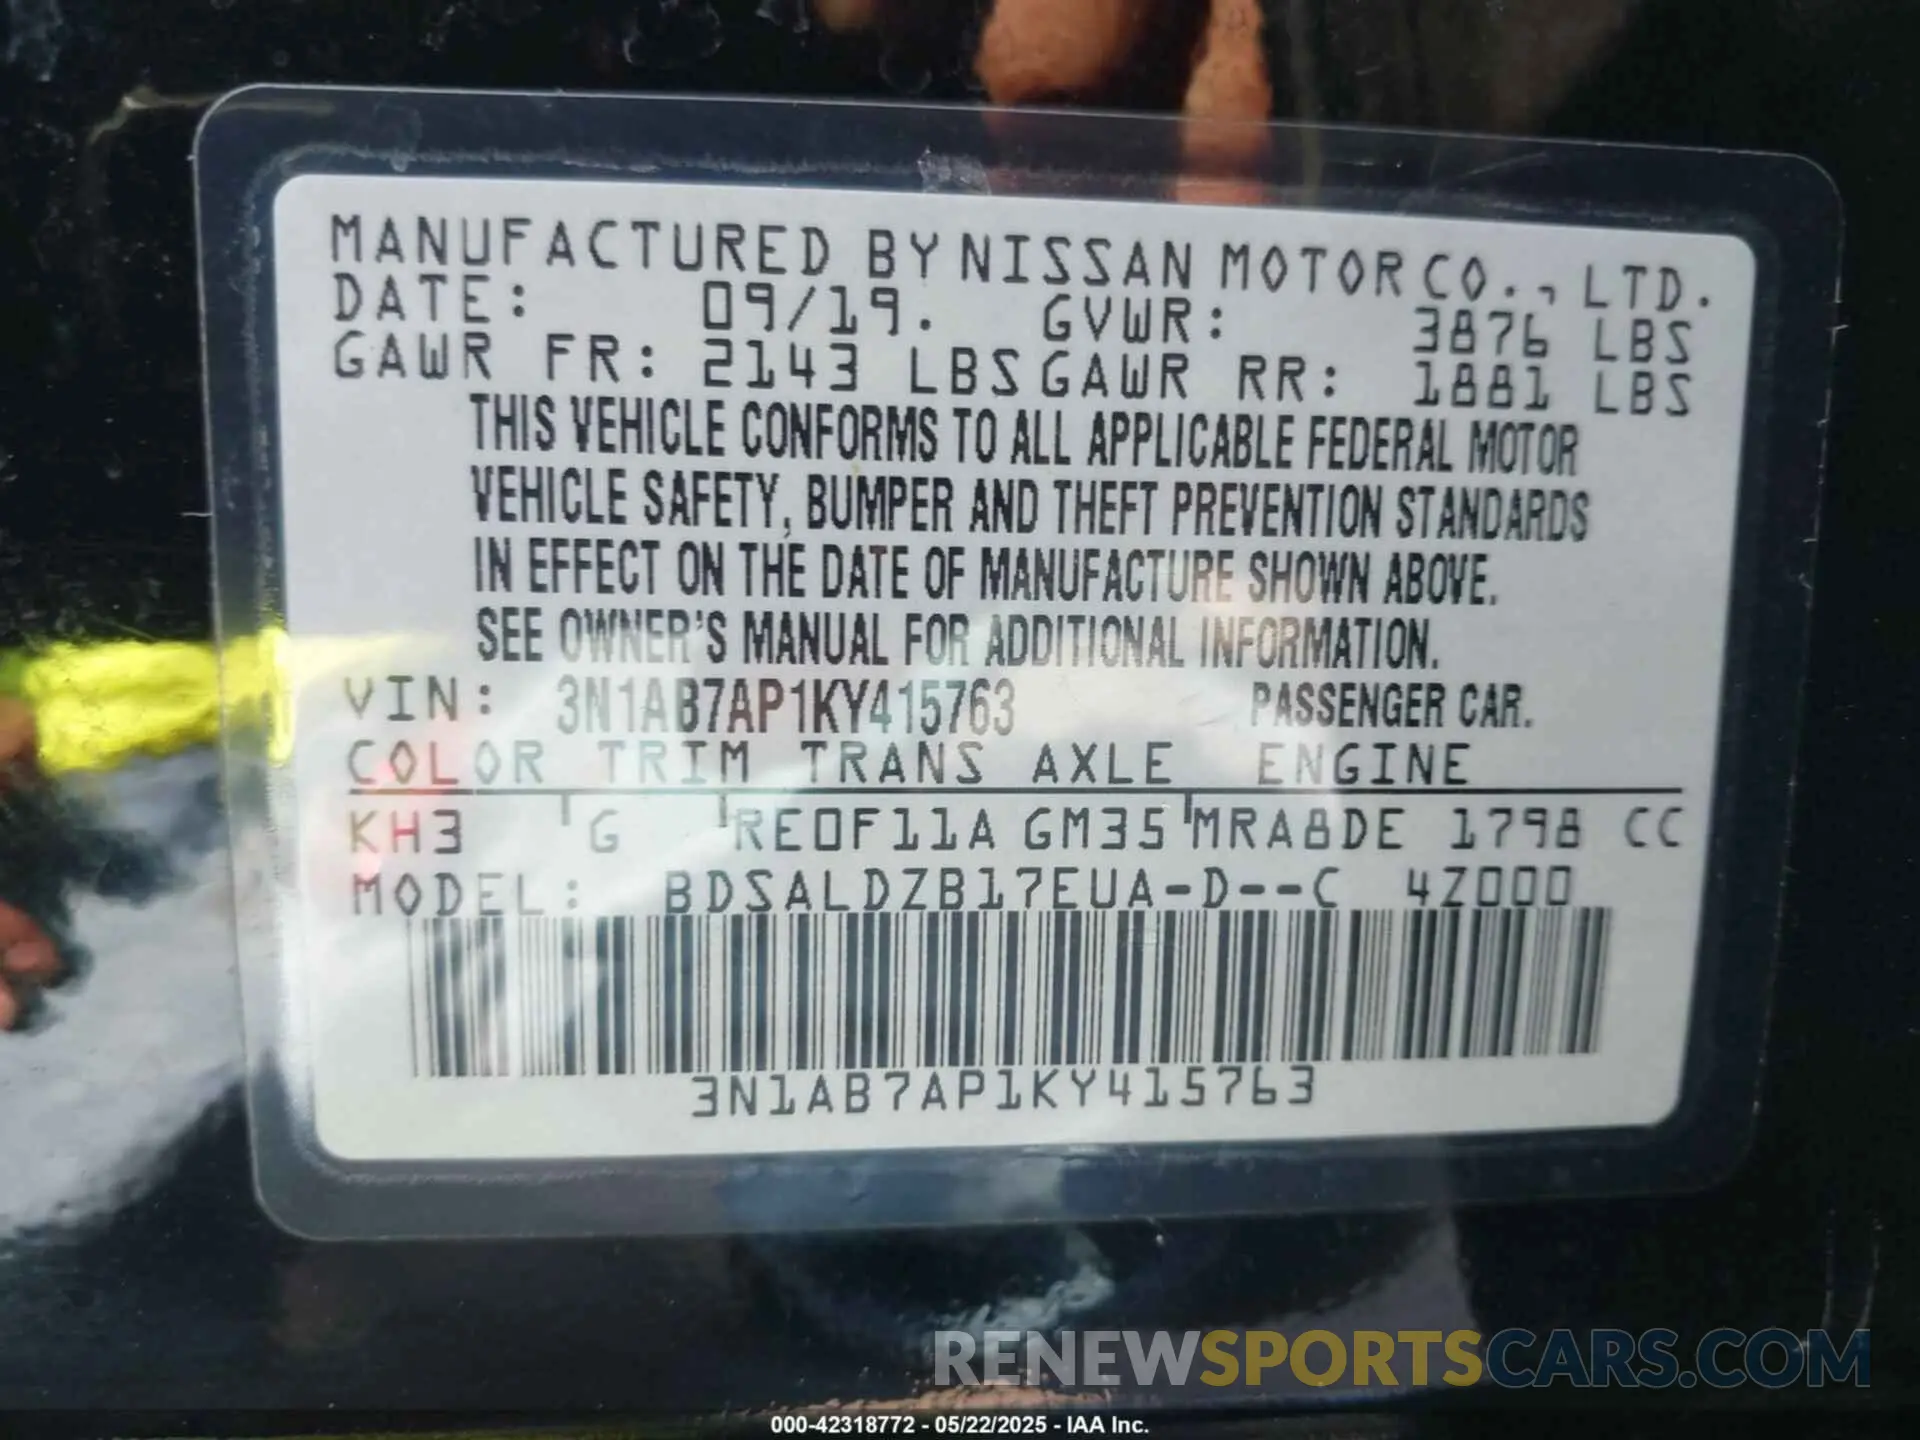 MANUFACTURED BY NISSAN MOTOR CO., LTD.
DATE: 09/19. GVWR: 3876 LBS
GAWR FR: 2143 LBS GAWR RR: 1881 LBS
THIS VEHICLE CONFORMS TO ALL APPLICABLE FEDERAL MOTOR
VEHICLE SAFETY, BUMPER AND THEFT PREVENTION STANDARDS
IN EFFECT ON THE DATE OF MANUFACTURE SHOWN ABOVE.
SEE OWNER'S MANUAL FOR ADDITIONAL INFORMATION.
VIN: 3N1AB7AP1KY415763 PASSENGER CAR.
COLOR TRIM TRANS AXLE ENGINE
KH3 G RE0F11A GM35 MRA8DE 1798 CC
MODEL: BDSALDZB17EUA-D--C 4Z000
3N1AB7AP1KY415763
RENEWSPORTSCARS.COM
000-42318772 - 05/22/2025 - IAA Inc.